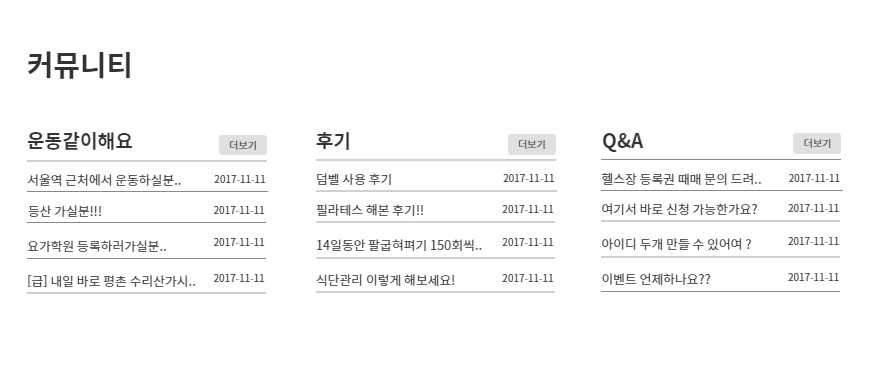 커뮤니티
운동같이해요
더보기
서울역 근처에서 운동하실분.. 2017-11-11
등산 가실분!!! 2017-11-11
요가학원 등록하러가실분.. 2017-11-11
[급] 내일 바로 평촌 수리산가시.. 2017-11-11
후기
더보기
덤벨 사용 후기 2017-11-11
필라테스 해본 후기!! 2017-11-11
14일동안 팔굽혀펴기 150회씩.. 2017-11-11
식단관리 이렇게 해보세요! 2017-11-11
Q&A
더보기
헬스장 등록권 때매 문의 드려.. 2017-11-11
여기서 바로 신청 가능한가요? 2017-11-11
아이디 두개 만들 수 있어여 ? 2017-11-11
이벤트 언제하나요?? 2017-11-11